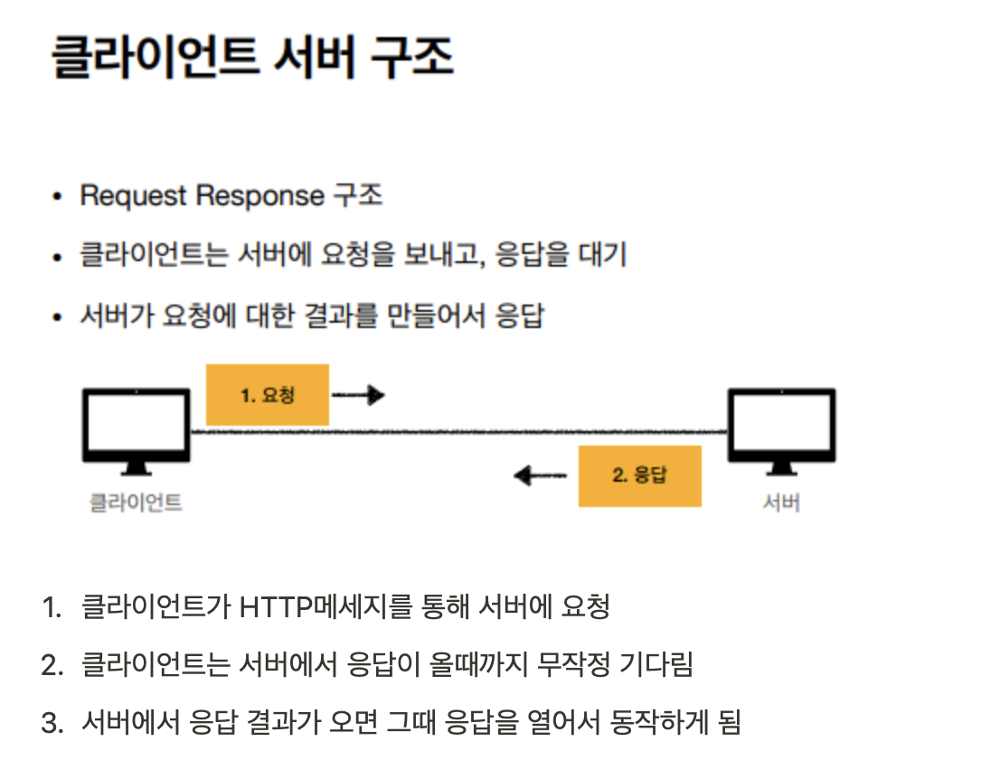 클라이언트 서버 구조
• Request Response 구조
• 클라이언트는 서버에 요청을 보내고, 응답을 대기
• 서버가 요청에 대한 결과를 만들어서 응답
1. 요청
2. 응답
클라이언트
서버
1. 클라이언트가 HTTP메세지를 통해 서버에 요청
2. 클라이언트는 서버에서 응답이 올때까지 무작정 기다림
3. 서버에서 응답 결과가 오면 그때 응답을 열어서 동작하게 됨